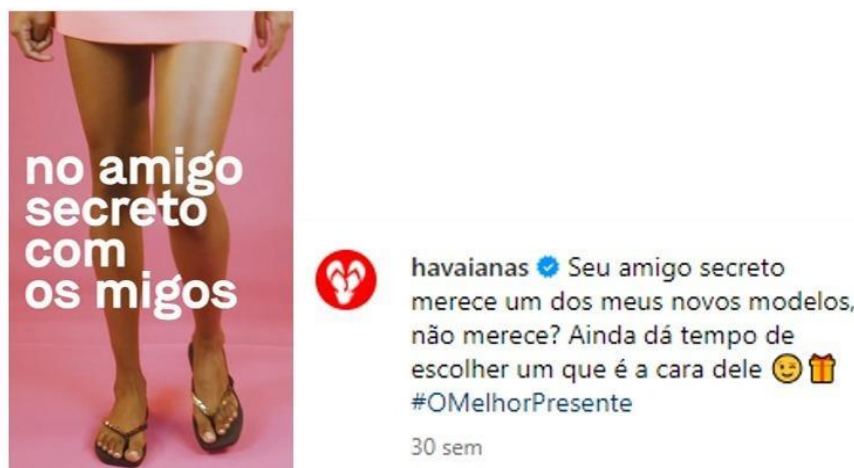 no amigo
secreto
com
os migos
havaianas Seu amigo secreto
merece um dos meus novos modelos,
não merece? Ainda dá tempo de
escolher um que é a cara dele 😉🎁
#OMelhorPresente
30 sem